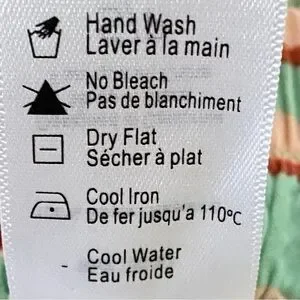 Hand Wash
Laver à la main
No Bleach
Pas de blanchiment
Dry Flat
Sécher à plat
Cool Iron
De fer jusqu'a 110°C
Cool Water
Eau froide